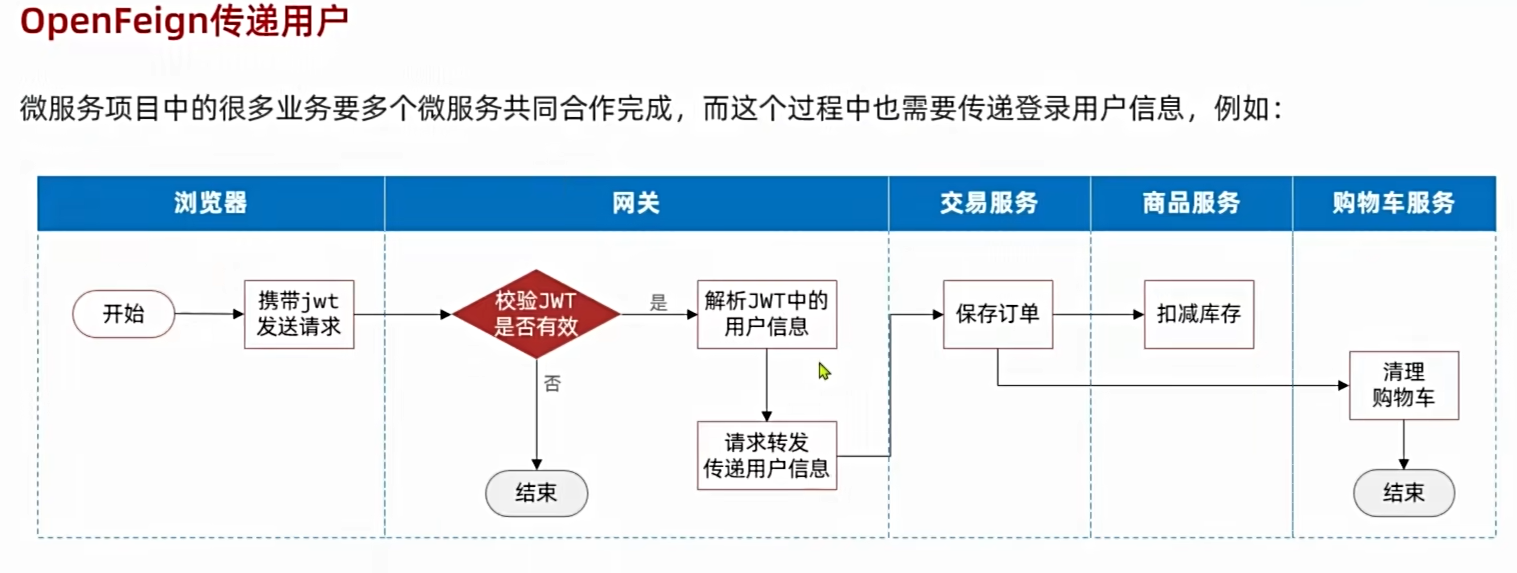 OpenFeign传递用户
微服务项目中的很多业务要多个微服务共同合作完成，而这个过程中也需要传递登录用户信息，例如：
浏览器
网关
交易服务
商品服务
购物车服务
开始
携带jwt
发送请求
校验JWT
是否有效
是
解析JWT中的
用户信息
保存订单
扣减库存
否
清理
购物车
请求转发
传递用户信息
结束
结束